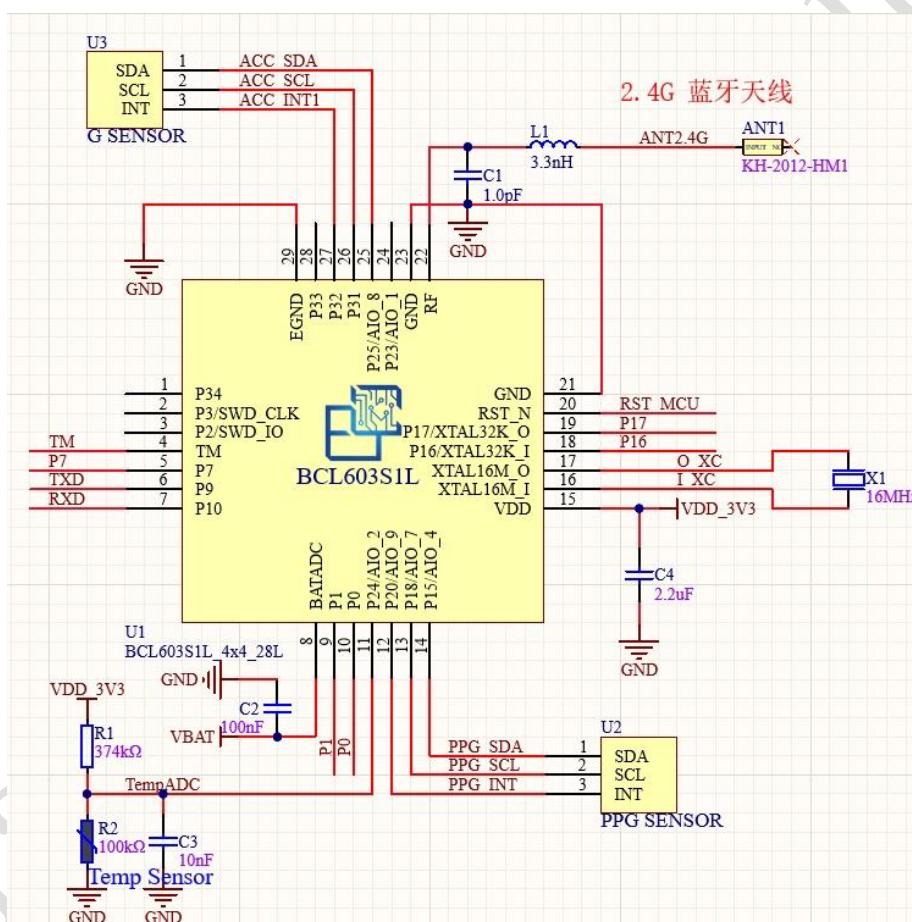 U3
SDA
SCL
INT
1
2
3
ACC_SDA
ACC_SCL
ACC_INT1
G SENSOR
2.4G 蓝牙天线
L1
3.3nH
ANT2.4G
ANT1
KH-2012-HM1
C1
1.0pF
GND
GND
29
28
27
26
25
24
23
22
EGND
P33
P32
P31
P25/AIO_8
P23/AIO_1
GND
RF
1
2
3
4
5
6
7
P34
P3/SWD_CLK
P2/SWD_IO
TM
P7
P9
P10
TM
P7
TXD
RXD
BCL603S1L
GND
RST_N
P17/XTAL32K_O
P16/XTAL32K_I
XTAL16M_O
XTAL16M_I
VDD
21
20
19
18
17
16
15
RST_MCU
P17
P16
O_XC
I_XC
X1
16MHz
VDD_3V3
C4
2.2uF
GND
BATADC
P1
P0
P24/AIO_2
P20/AIO_9
P18/AIO_7
P15/AIO_4
8
9
10
11
12
13
14
U1
BCL603S1L_4x4_28L
GND
C2
100nF
VBAT
P1
P0
VDD_3V3
R1
374kΩ
TempADC
R2
100kΩ
C3
10nF
Temp Sensor
GND
GND
PPG_SDA
PPG_SCL
PPG_INT
1
2
3
U2
SDA
SCL
INT
PPG SENSOR